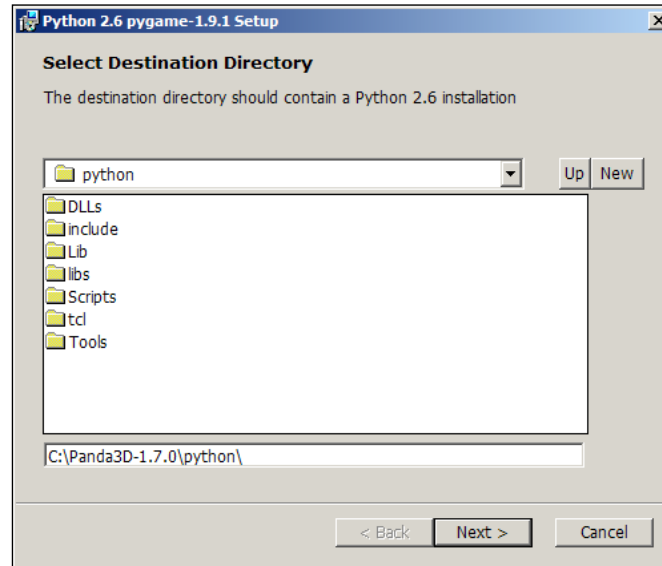 Python 2.6 pygame-1.9.1 Setup
Select Destination Directory
The destination directory should contain a Python 2.6 installation
python
Up New
DLLs
include
Lib
libs
Scripts
tcl
Tools
C:\Panda3D-1.7.0\python\
< Back Next > Cancel